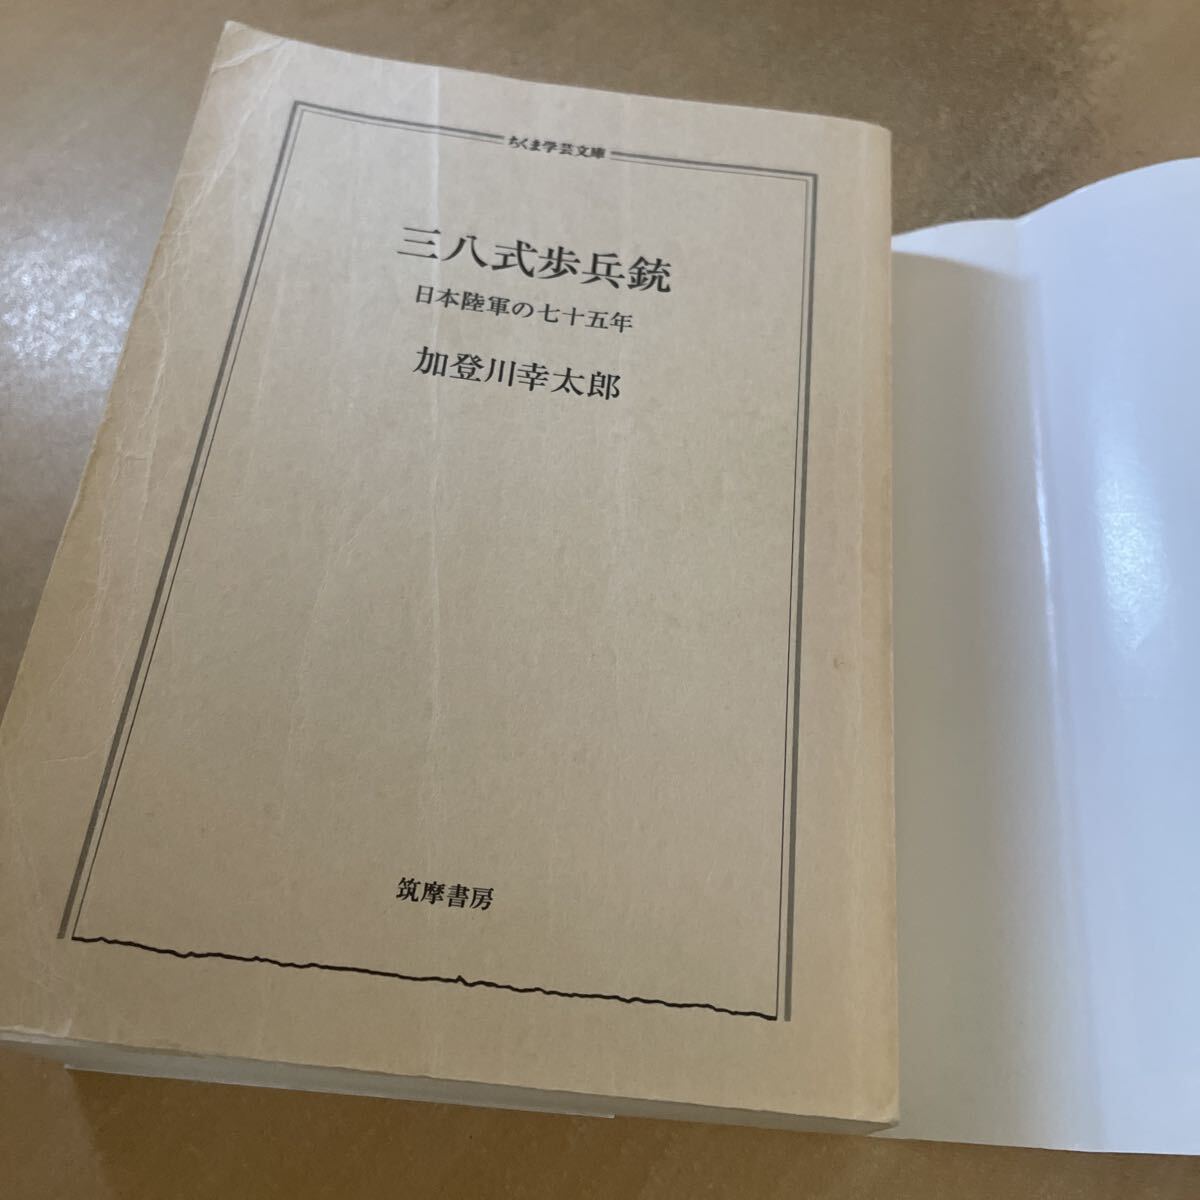 ちくま学芸文庫
三八式歩兵銃
日本陸軍の七十五年
加登川幸太郎
筑摩書房